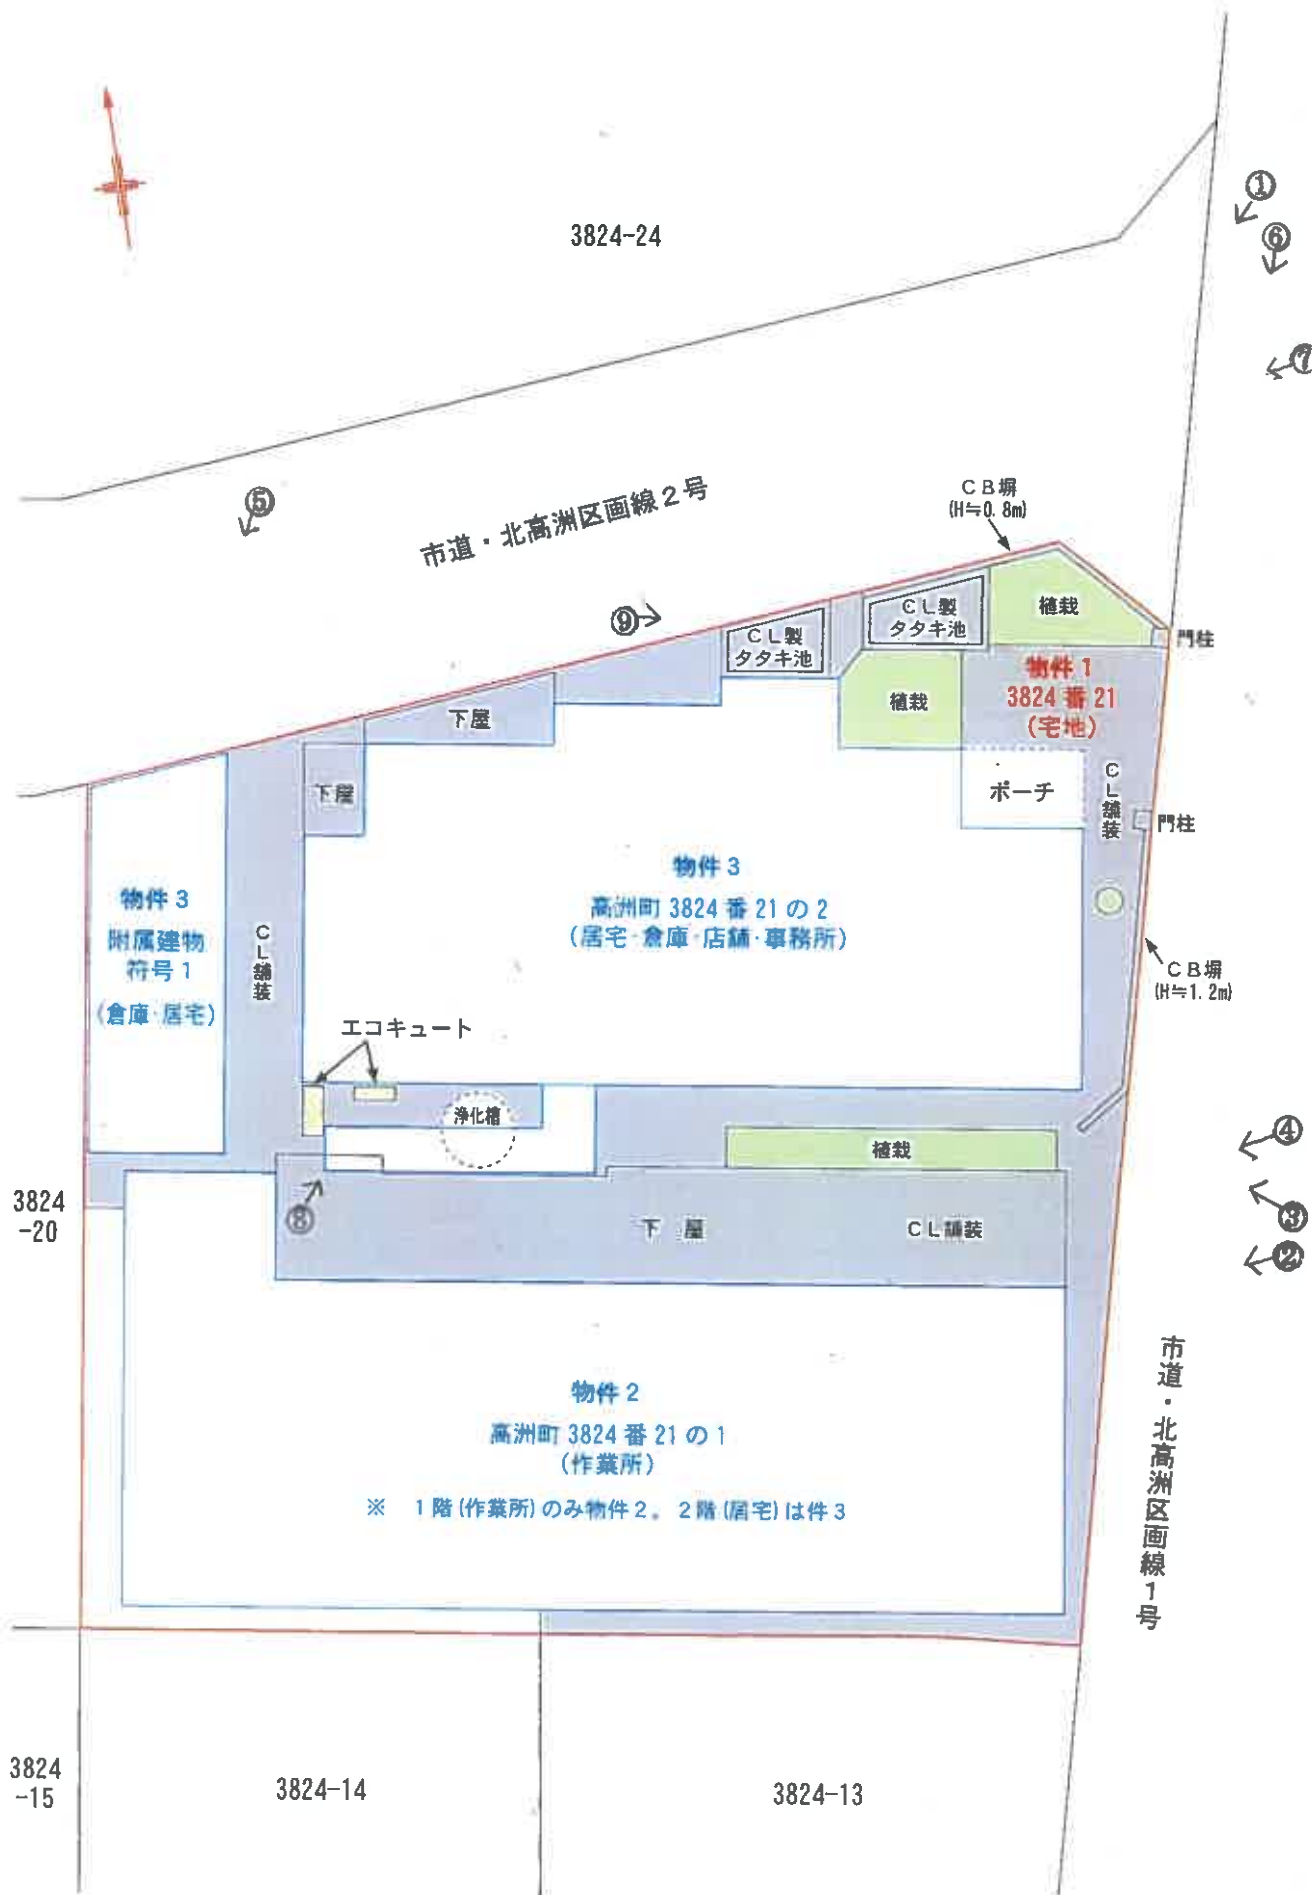 3824-24
①
⑥
⑦
⑤
市道・北高洲区画線2号
CB塀
(H≒0.8m)
⑨
CL製
タタキ池
CL製
タタキ池
植栽
門柱
物件1
3824番21
(宅地)
植栽
下屋
下屋
ポーチ
CL舗装
門柱
物件3
高洲町3824番21の2
(居宅・倉庫・店舗・事務所)
物件3
附属建物
符号1
(倉庫・居宅)
CL舗装
CB塀
(H≒1.2m)
エコキュート
浄化槽
植栽
④
③
②
3824
-20
⑧
下 屋
CL舗装
物件2
高洲町3824番21の1
(作業所)
※ 1階(作業所)のみ物件2。2階(居宅)は件3
市道・北高洲区画線1号
3824
-15
3824-14
3824-13